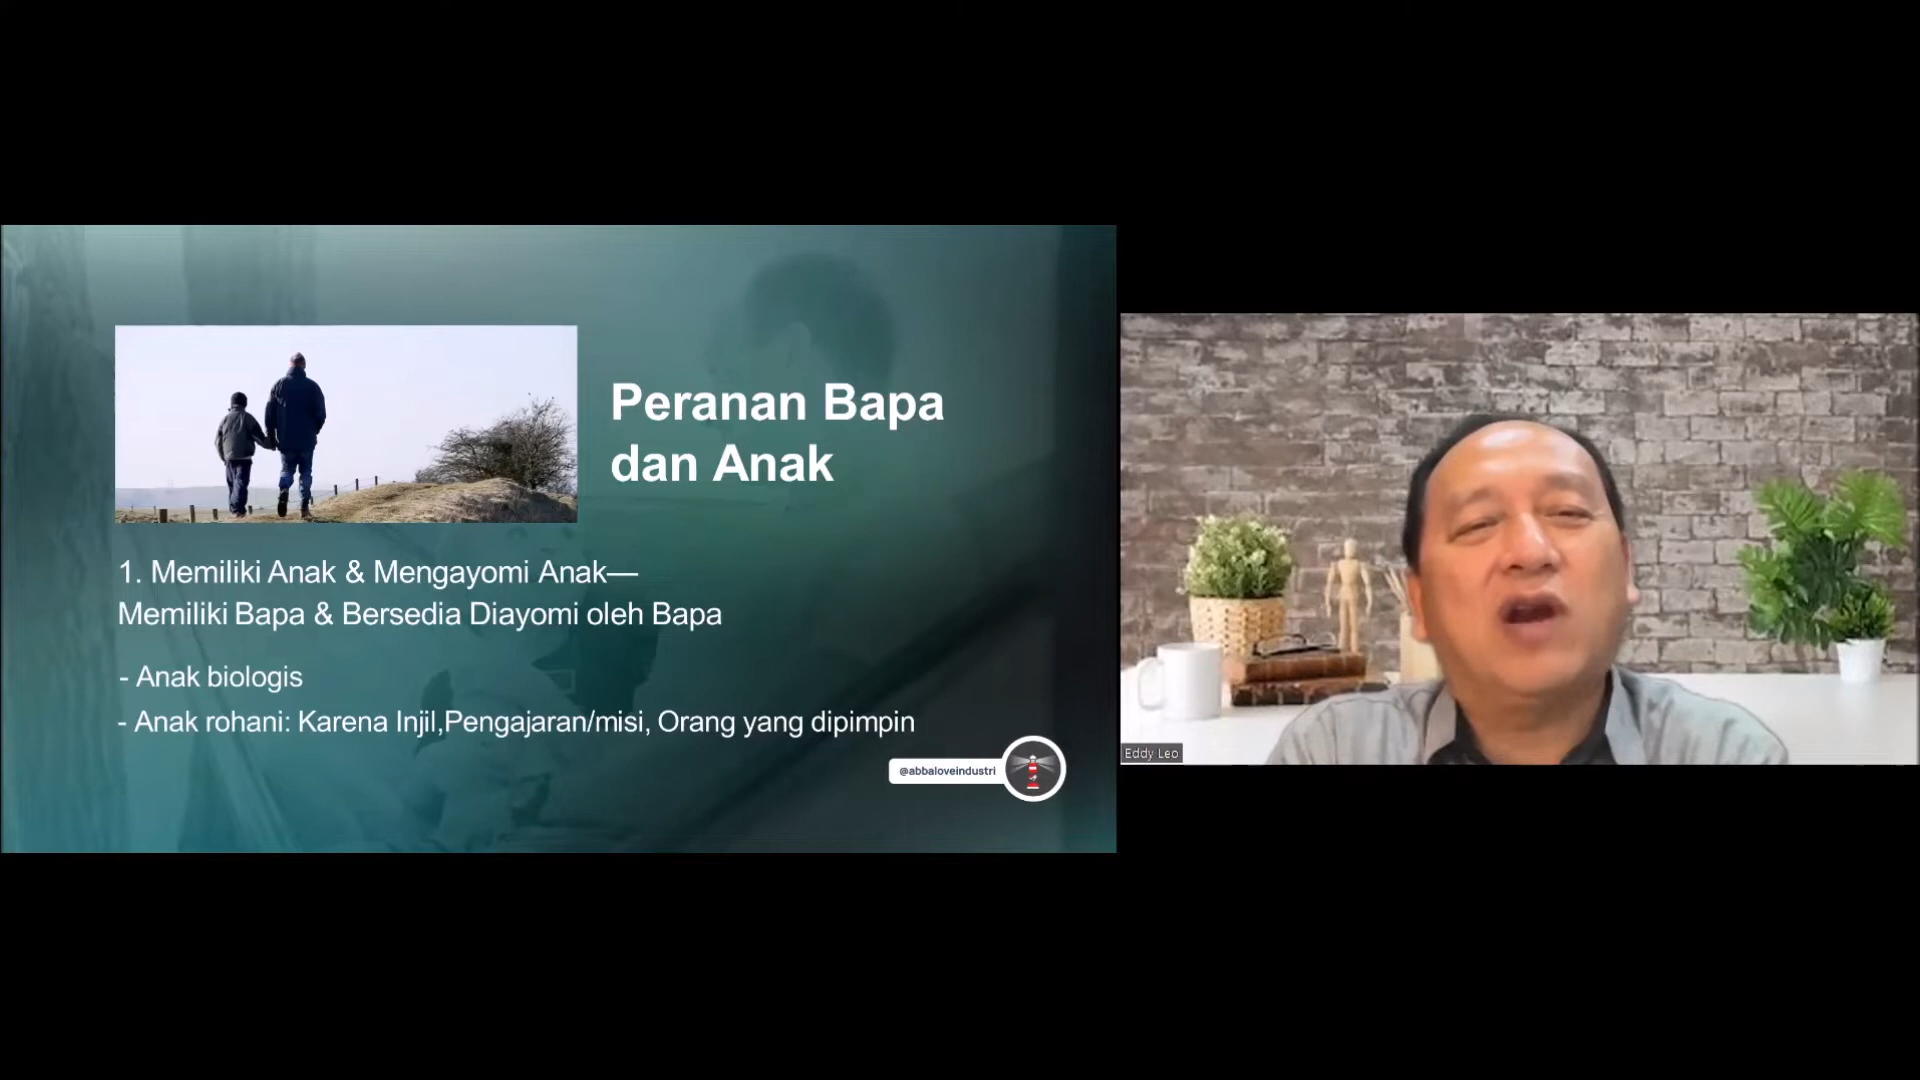 Peranan Bapa
dan Anak
1. Memiliki Anak & Mengayomi Anak—
Memiliki Bapa & Bersedia Diayomi oleh Bapa
- Anak biologis
- Anak rohani: Karena Injil,Pengajaran/misi, Orang yang dipimpin
@abbaloveindustri
Eddy Leo